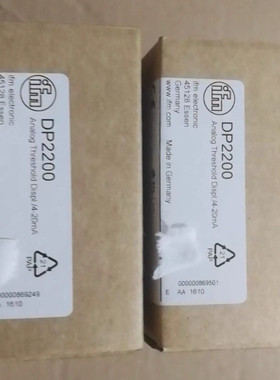 ifm
ifm electronic
45128 Essen
DP2200
Analog Threshold Displ./4-20mA
21
PAP
000000869249
AA 1610
ifm
ifm electronic
45128 Essen
Germany
www.ifm.com
DP2200
Analog Threshold Displ./4-20mA
Made in Germany
21
PAP
000000869501
E AA 1610